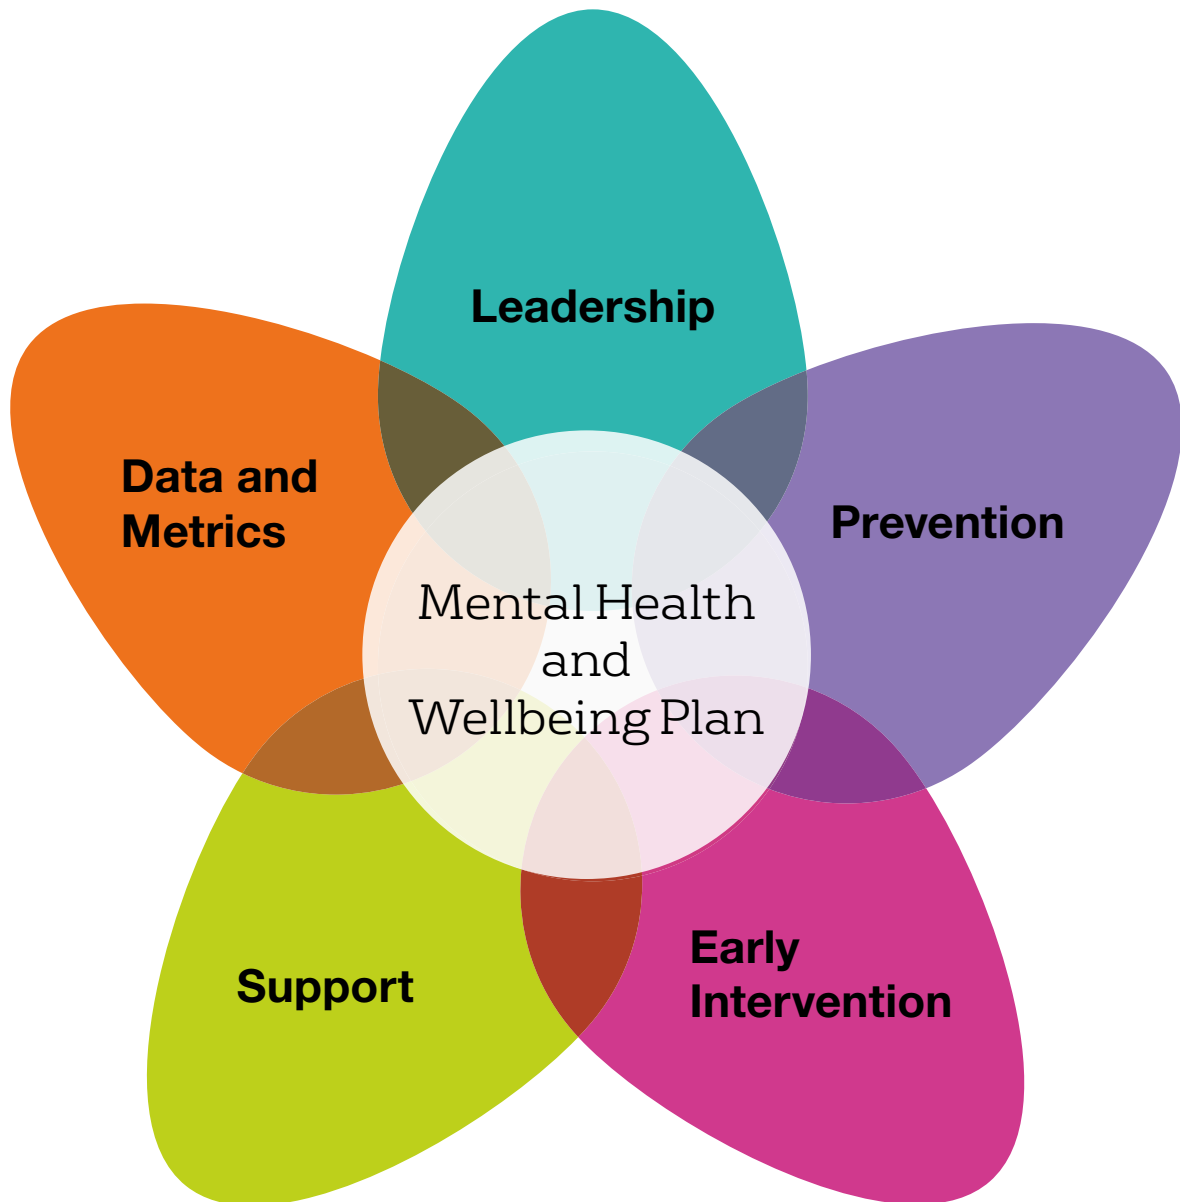 Leadership
Data and
Metrics
Prevention
Mental Health
and
Wellbeing Plan
Support
Early
Intervention